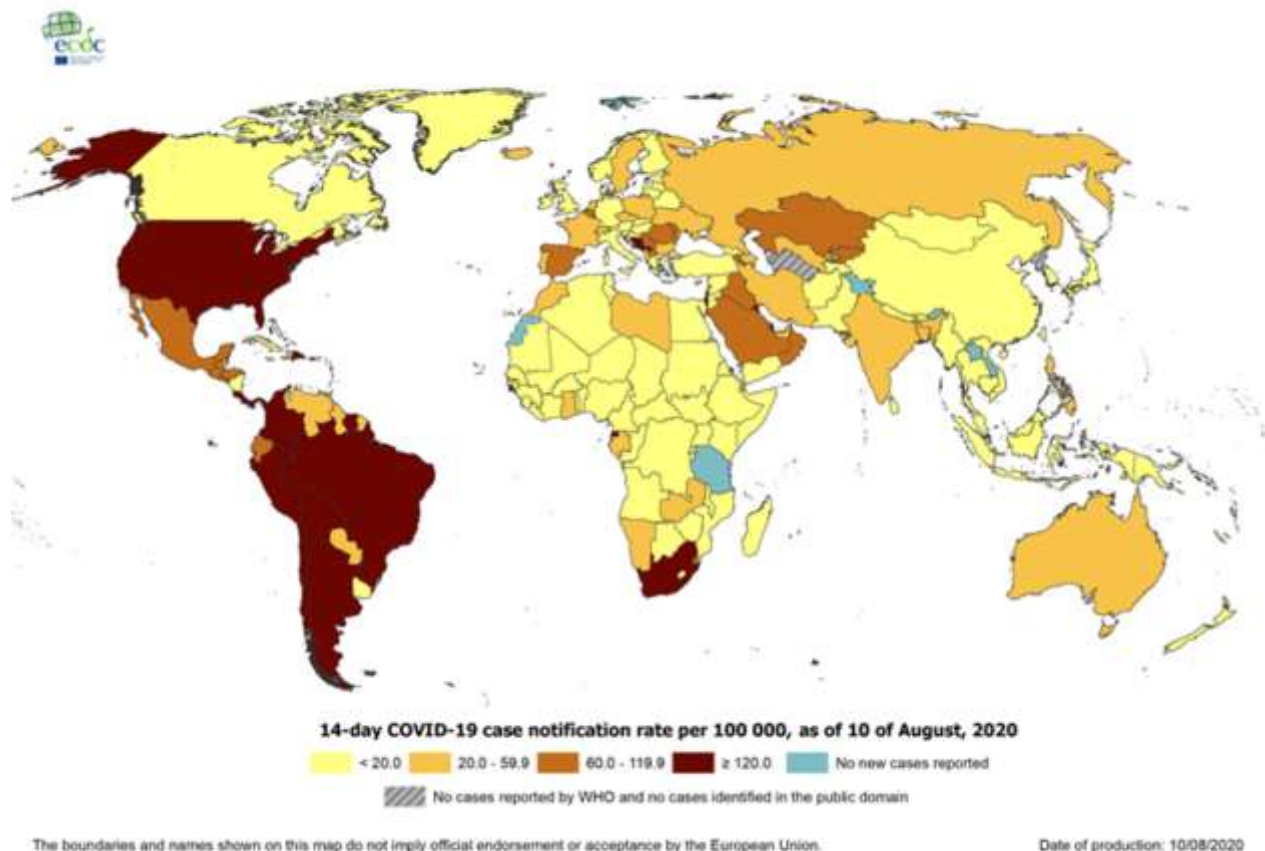 ecdc
14-day COVID-19 case notification rate per 100 000, as of 10 of August, 2020
< 20.0 20.0 - 59.9 60.0 - 119.9 ≥ 120.0 No new cases reported
No cases reported by WHO and no cases identified in the public domain
The boundaries and names shown on this map do not imply official endorsement or acceptance by the European Union. Date of production: 10/08/2020